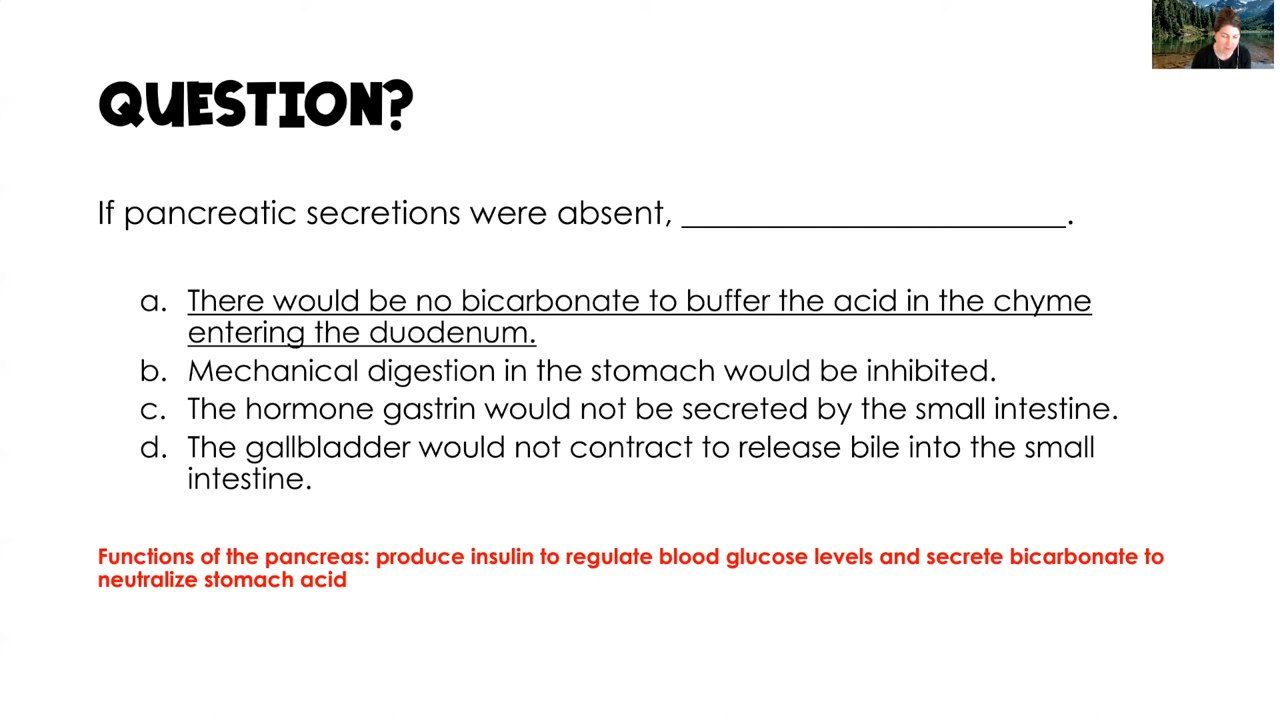 QUESTION?
If pancreatic secretions were absent, ______________________.
a. There would be no bicarbonate to buffer the acid in the chyme
entering the duodenum.
b. Mechanical digestion in the stomach would be inhibited.
c. The hormone gastrin would not be secreted by the small intestine.
d. The gallbladder would not contract to release bile into the small
intestine.
Functions of the pancreas: produce insulin to regulate blood glucose levels and secrete bicarbonate to
neutralize stomach acid